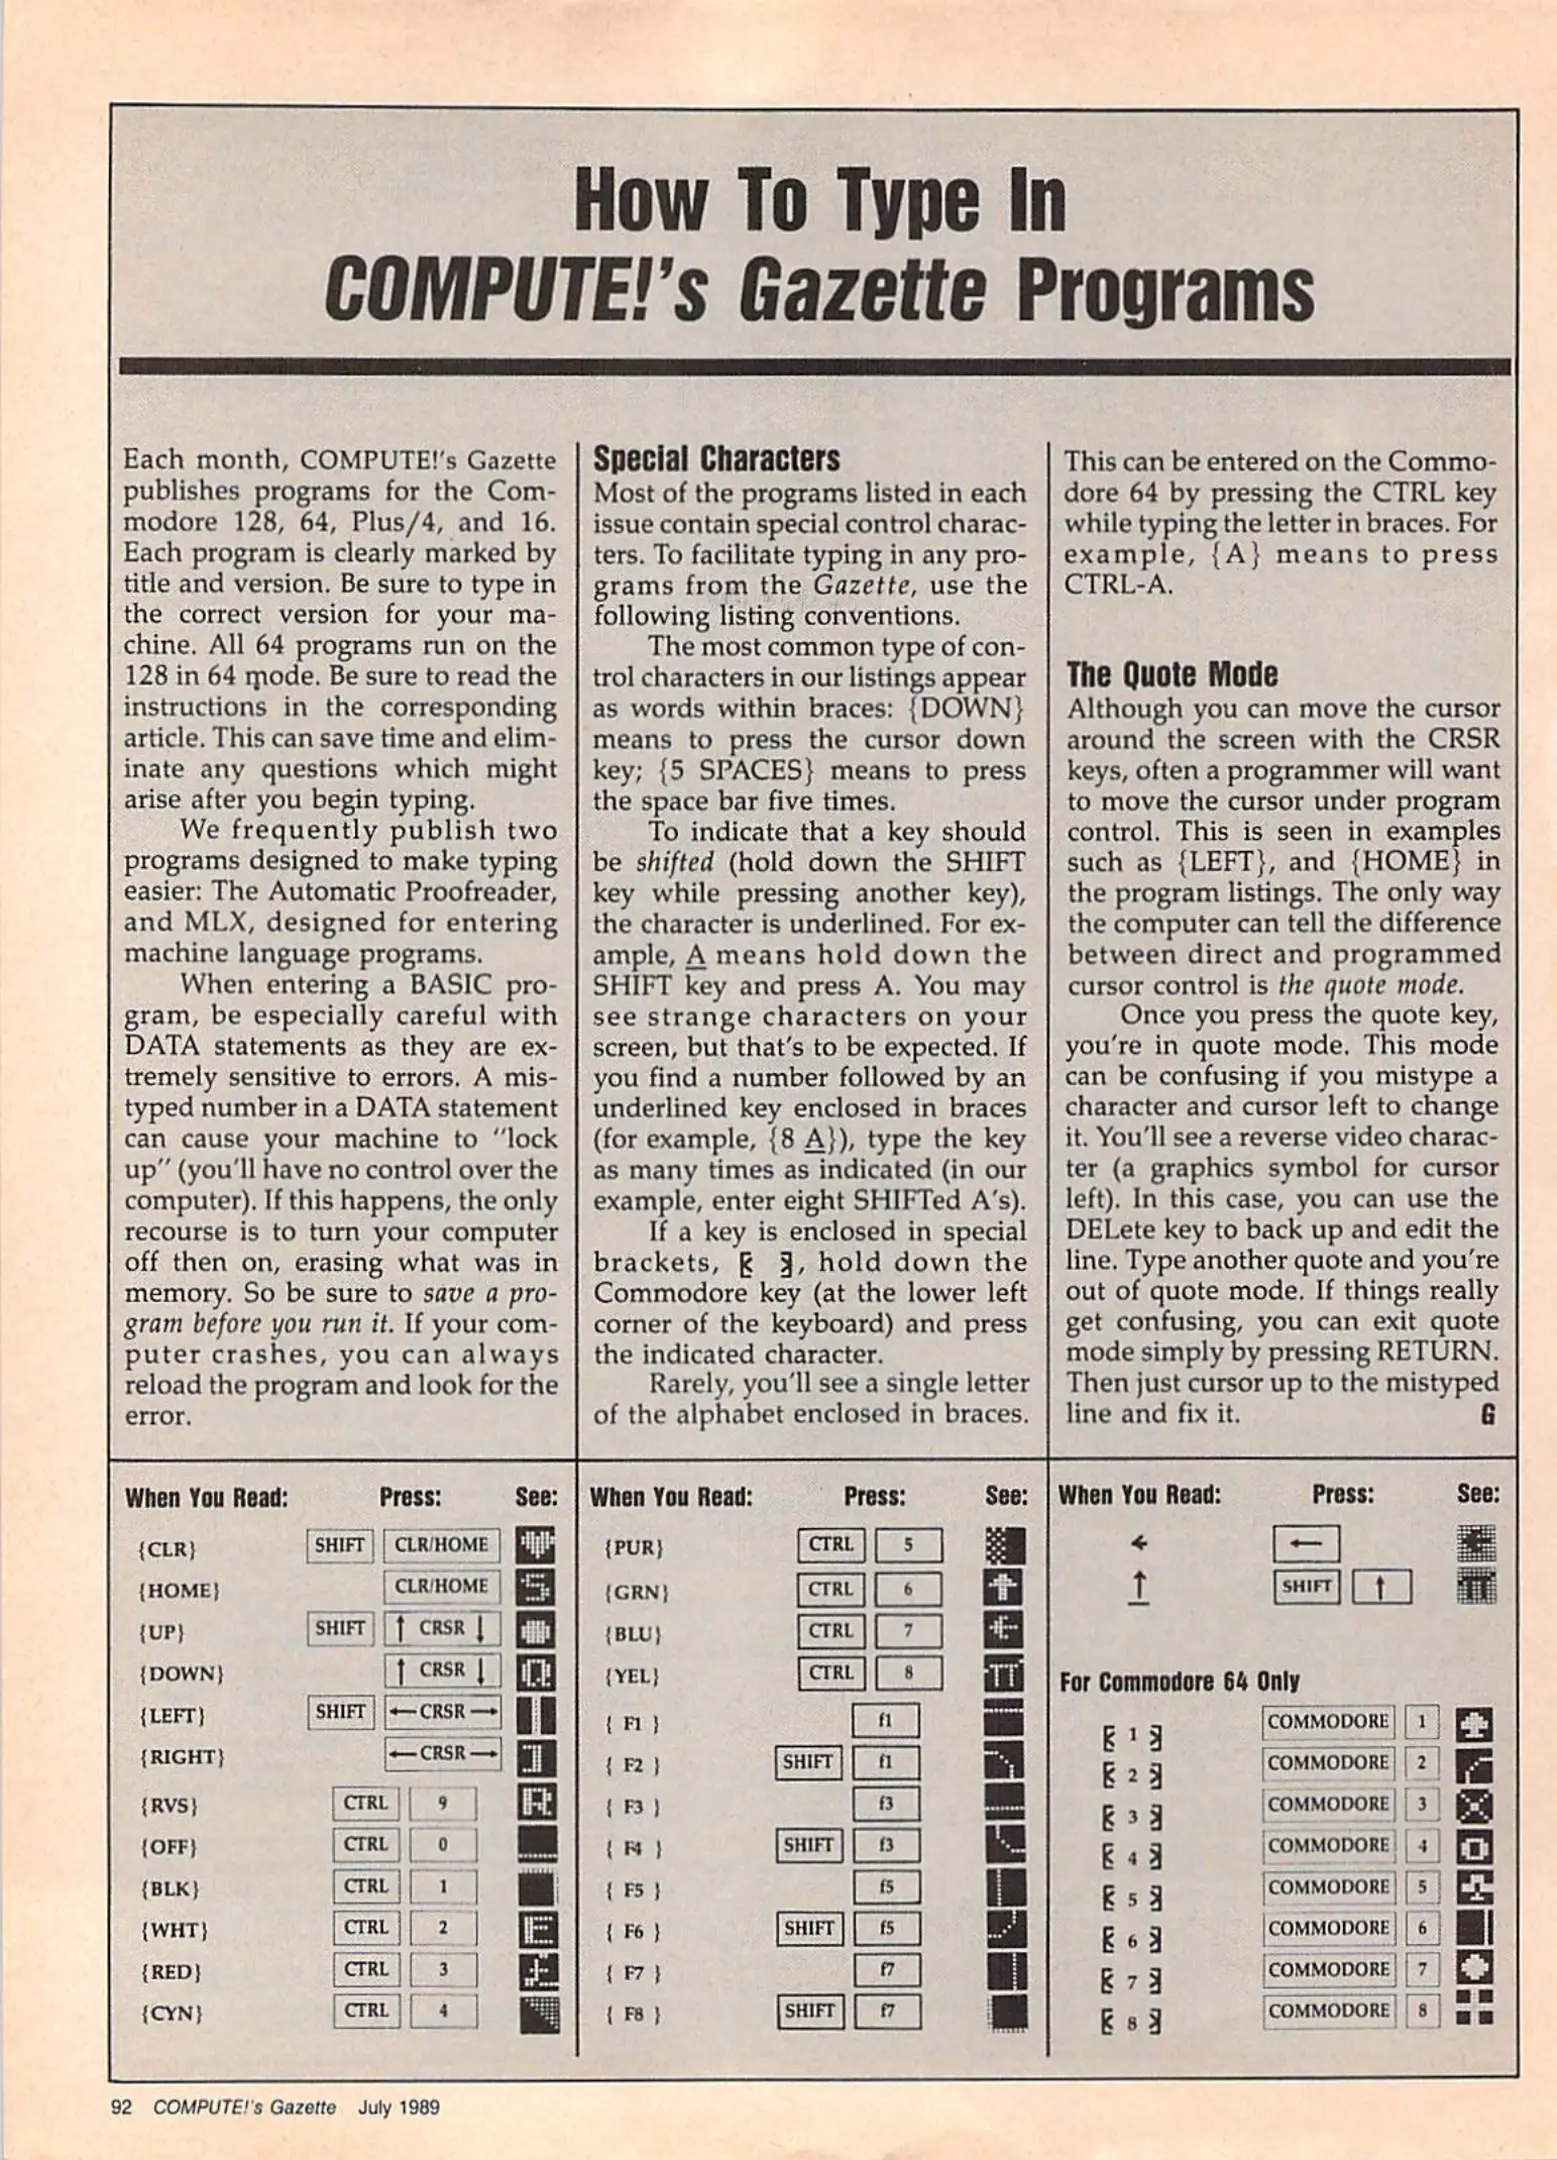 How To Type In
COMPUTE!'s Gazette Programs
Each month, COMPUTE!'s Gazette
publishes programs for the Com-
modore 128, 64, Plus/4, and 16.
Each program is clearly marked by
title and version. Be sure to type in
the correct version for your ma-
chine. All 64 programs run on the
128 in 64 mode. Be sure to read the
instructions in the corresponding
article. This can save time and elim-
inate any questions which might
arise after you begin typing.
We frequently publish two
programs designed to make typing
easier: The Automatic Proofreader,
and MLX, designed for entering
machine language programs.
When entering a BASIC pro-
gram, be especially careful with
DATA statements as they are ex-
tremely sensitive to errors. A mis-
typed number in a DATA statement
can cause your machine to "lock
up" (you'll have no control over the
computer). If this happens, the only
recourse is to turn your computer
off then on, erasing what was in
memory. So be sure to save a pro-
gram before you run it. If your com-
puter crashes, you can always
reload the program and look for the
error.
Special Characters
Most of the programs listed in each
issue contain special control charac-
ters. To facilitate typing in any pro-
grams from the Gazette, use the
following listing conventions.
The most common type of con-
trol characters in our listings appear
as words within braces: {DOWN}
means to press the cursor down
key; {5 SPACES} means to press
the space bar five times.
To indicate that a key should
be shifted (hold down the SHIFT
key while pressing another key),
the character is underlined. For ex-
ample, A means hold down the
SHIFT key and press A. You may
see strange characters on your
screen, but that's to be expected. If
you find a number followed by an
underlined key enclosed in braces
(for example, {8 A}), type the key
as many times as indicated (in our
example, enter eight SHIFTed A's).
If a key is enclosed in special
brackets, [ ], hold down the
Commodore key (at the lower left
corner of the keyboard) and press
the indicated character.
Rarely, you'll see a single letter
of the alphabet enclosed in braces.
This can be entered on the Commo-
dore 64 by pressing the CTRL key
while typing the letter in braces. For
example, {A} means to press
CTRL-A.
The Quote Mode
Although you can move the cursor
around the screen with the CRSR
keys, often a programmer will want
to move the cursor under program
control. This is seen in examples
such as {LEFT}, and {HOME} in
the program listings. The only way
the computer can tell the difference
between direct and programmed
cursor control is the quote mode.
Once you press the quote key,
you're in quote mode. This mode
can be confusing if you mistype a
character and cursor left to change
it. You'll see a reverse video charac-
ter (a graphics symbol for cursor
left). In this case, you can use the
DELete key to back up and edit the
line. Type another quote and you're
out of quote mode. If things really
get confusing, you can exit quote
mode simply by pressing RETURN.
Then just cursor up to the mistyped
line and fix it. G
When You Read: Press: See:
{CLR} SHIFT CLR/HOME
{HOME} CLR/HOME
{UP} SHIFT ↑ CRSR ↓
{DOWN} ↑ CRSR ↓
{LEFT} SHIFT ←CRSR→
{RIGHT} ←CRSR→
{RVS} CTRL 9
{OFF} CTRL 0
{BLK} CTRL 1
{WHT} CTRL 2
{RED} CTRL 3
{CYN} CTRL 4
When You Read: Press: See:
{PUR} CTRL 5
{GRN} CTRL 6
{BLU} CTRL 7
{YEL} CTRL 8
{ F1 } f1
{ F2 } SHIFT f1
{ F3 } f3
{ F4 } SHIFT f3
{ F5 } f5
{ F6 } SHIFT f5
{ F7 } f7
{ F8 } SHIFT f7
When You Read: Press: See:
← ←
↑ SHIFT ↑
For Commodore 64 Only
[ 1 ] COMMODORE 1
[ 2 ] COMMODORE 2
[ 3 ] COMMODORE 3
[ 4 ] COMMODORE 4
[ 5 ] COMMODORE 5
[ 6 ] COMMODORE 6
[ 7 ] COMMODORE 7
[ 8 ] COMMODORE 8
92 COMPUTE!'s Gazette July 1989